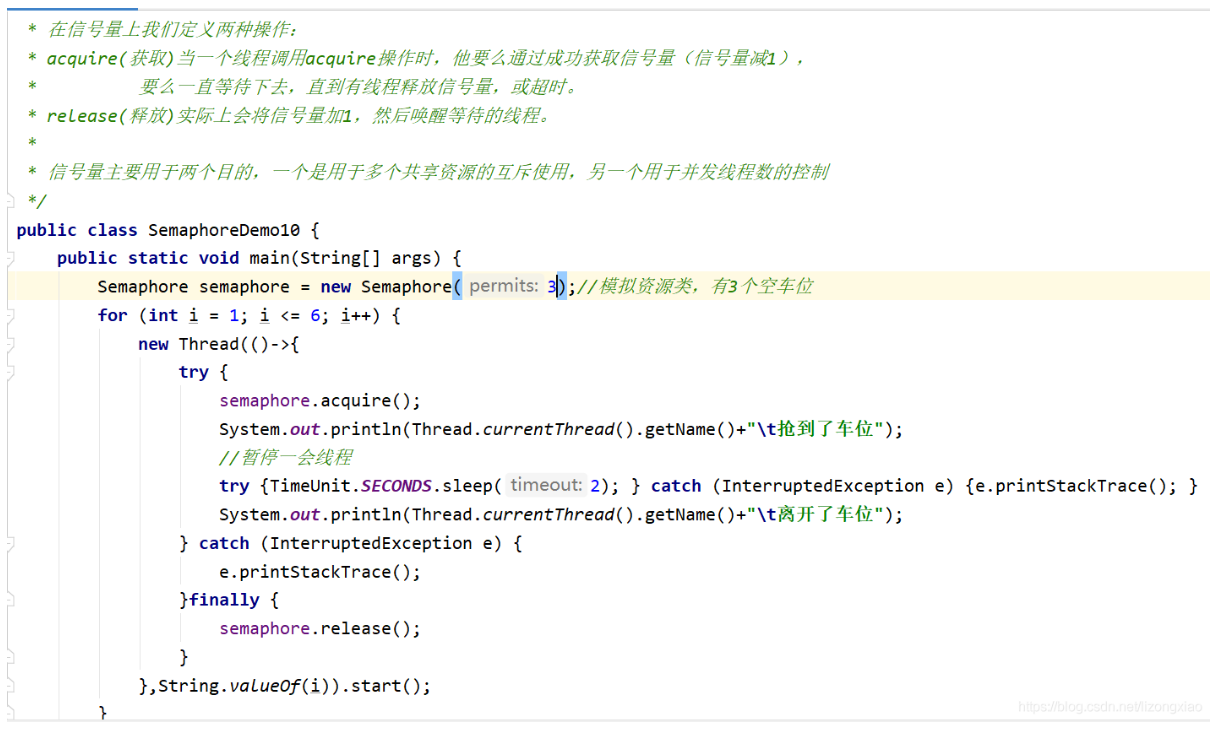 * 在信号量上我们定义两种操作：
* acquire(获取)当一个线程调用acquire操作时，他要么通过成功获取信号量（信号量减1），
* 要么一直等待下去，直到有线程释放信号量，或超时。
* release(释放)实际上会将信号量加1，然后唤醒等待的线程。
*
* 信号量主要用于两个目的，一个是用于多个共享资源的互斥使用，另一个用于并发线程数的控制
*/
public class SemaphoreDemo10 {
public static void main(String[] args) {
Semaphore semaphore = new Semaphore( permits: 3);//模拟资源类，有3个空车位
for (int i = 1; i <= 6; i++) {
new Thread(()->{
try {
semaphore.acquire();
System.out.println(Thread.currentThread().getName()+"\t抢到了车位");
//暂停一会线程
try {TimeUnit.SECONDS.sleep( timeout: 2); } catch (InterruptedException e) {e.printStackTrace(); }
System.out.println(Thread.currentThread().getName()+"\t离开了车位");
} catch (InterruptedException e) {
e.printStackTrace();
}finally {
semaphore.release();
}
},String.valueOf(i)).start();
}
https://blog.csdn.net/lizongxiao